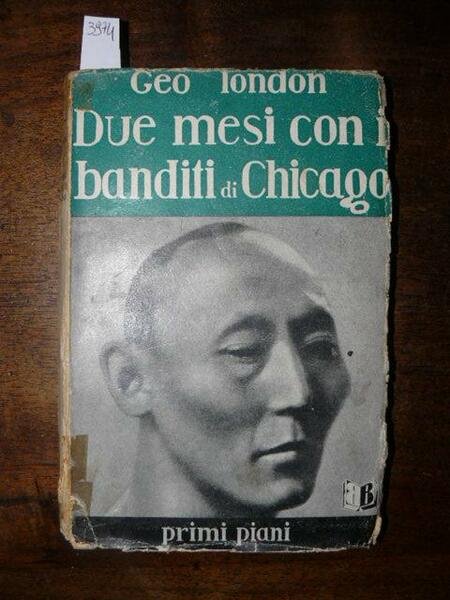 3974
Geo London
Due mesi con i
banditi di Chicago
B
primi piani